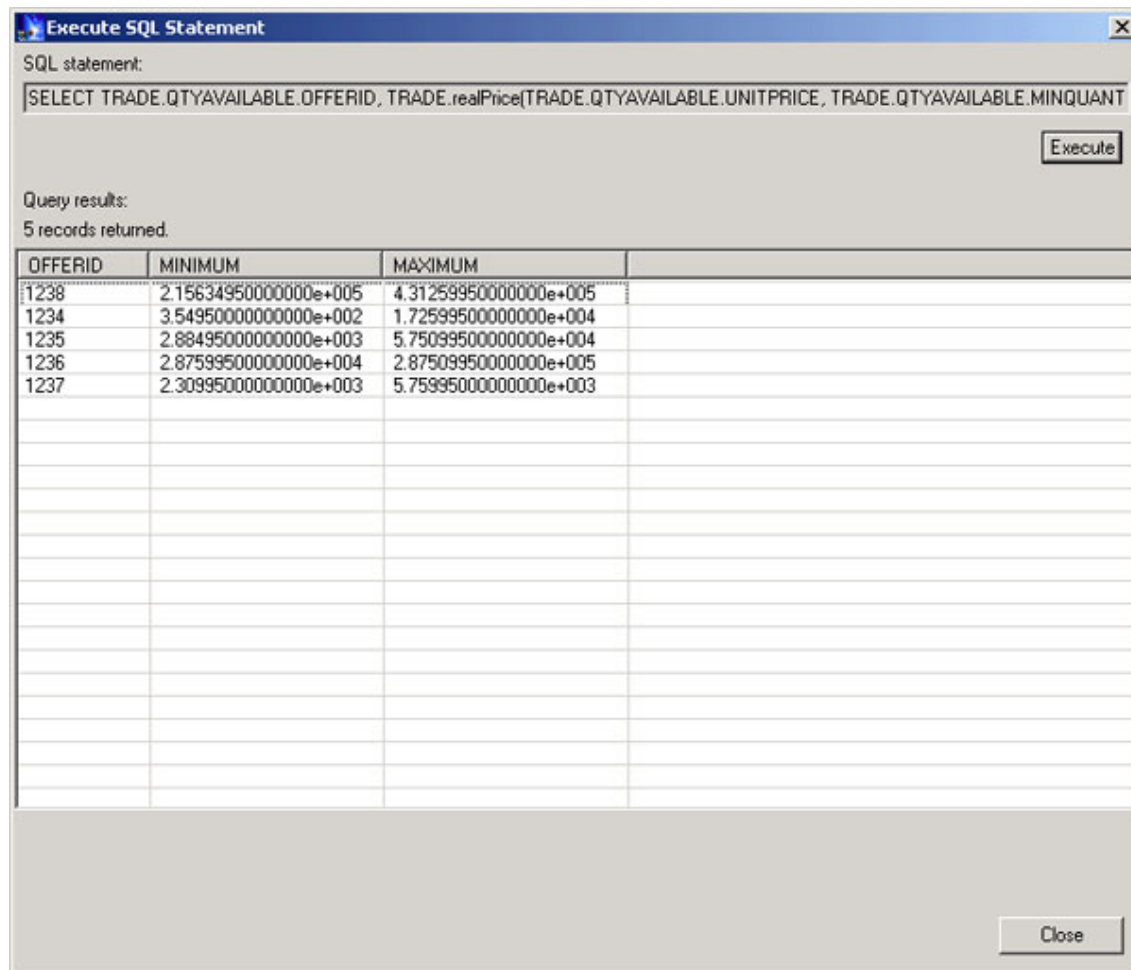 Execute SQL Statement
SQL statement:
SELECT TRADE.QTYAVAILABLE.OFFERID, TRADE.realPrice(TRADE.QTYAVAILABLE.UNITPRICE, TRADE.QTYAVAILABLE.MINQUANT
Execute
Query results:
5 records returned.
OFFERID MINIMUM MAXIMUM
1238 2.15634950000000e+005 4.31259950000000e+005
1234 3.54950000000000e+002 1.72599500000000e+004
1235 2.88495000000000e+003 5.75099500000000e+004
1236 2.87599500000000e+004 2.87509950000000e+005
1237 2.30995000000000e+003 5.75995000000000e+003
Close